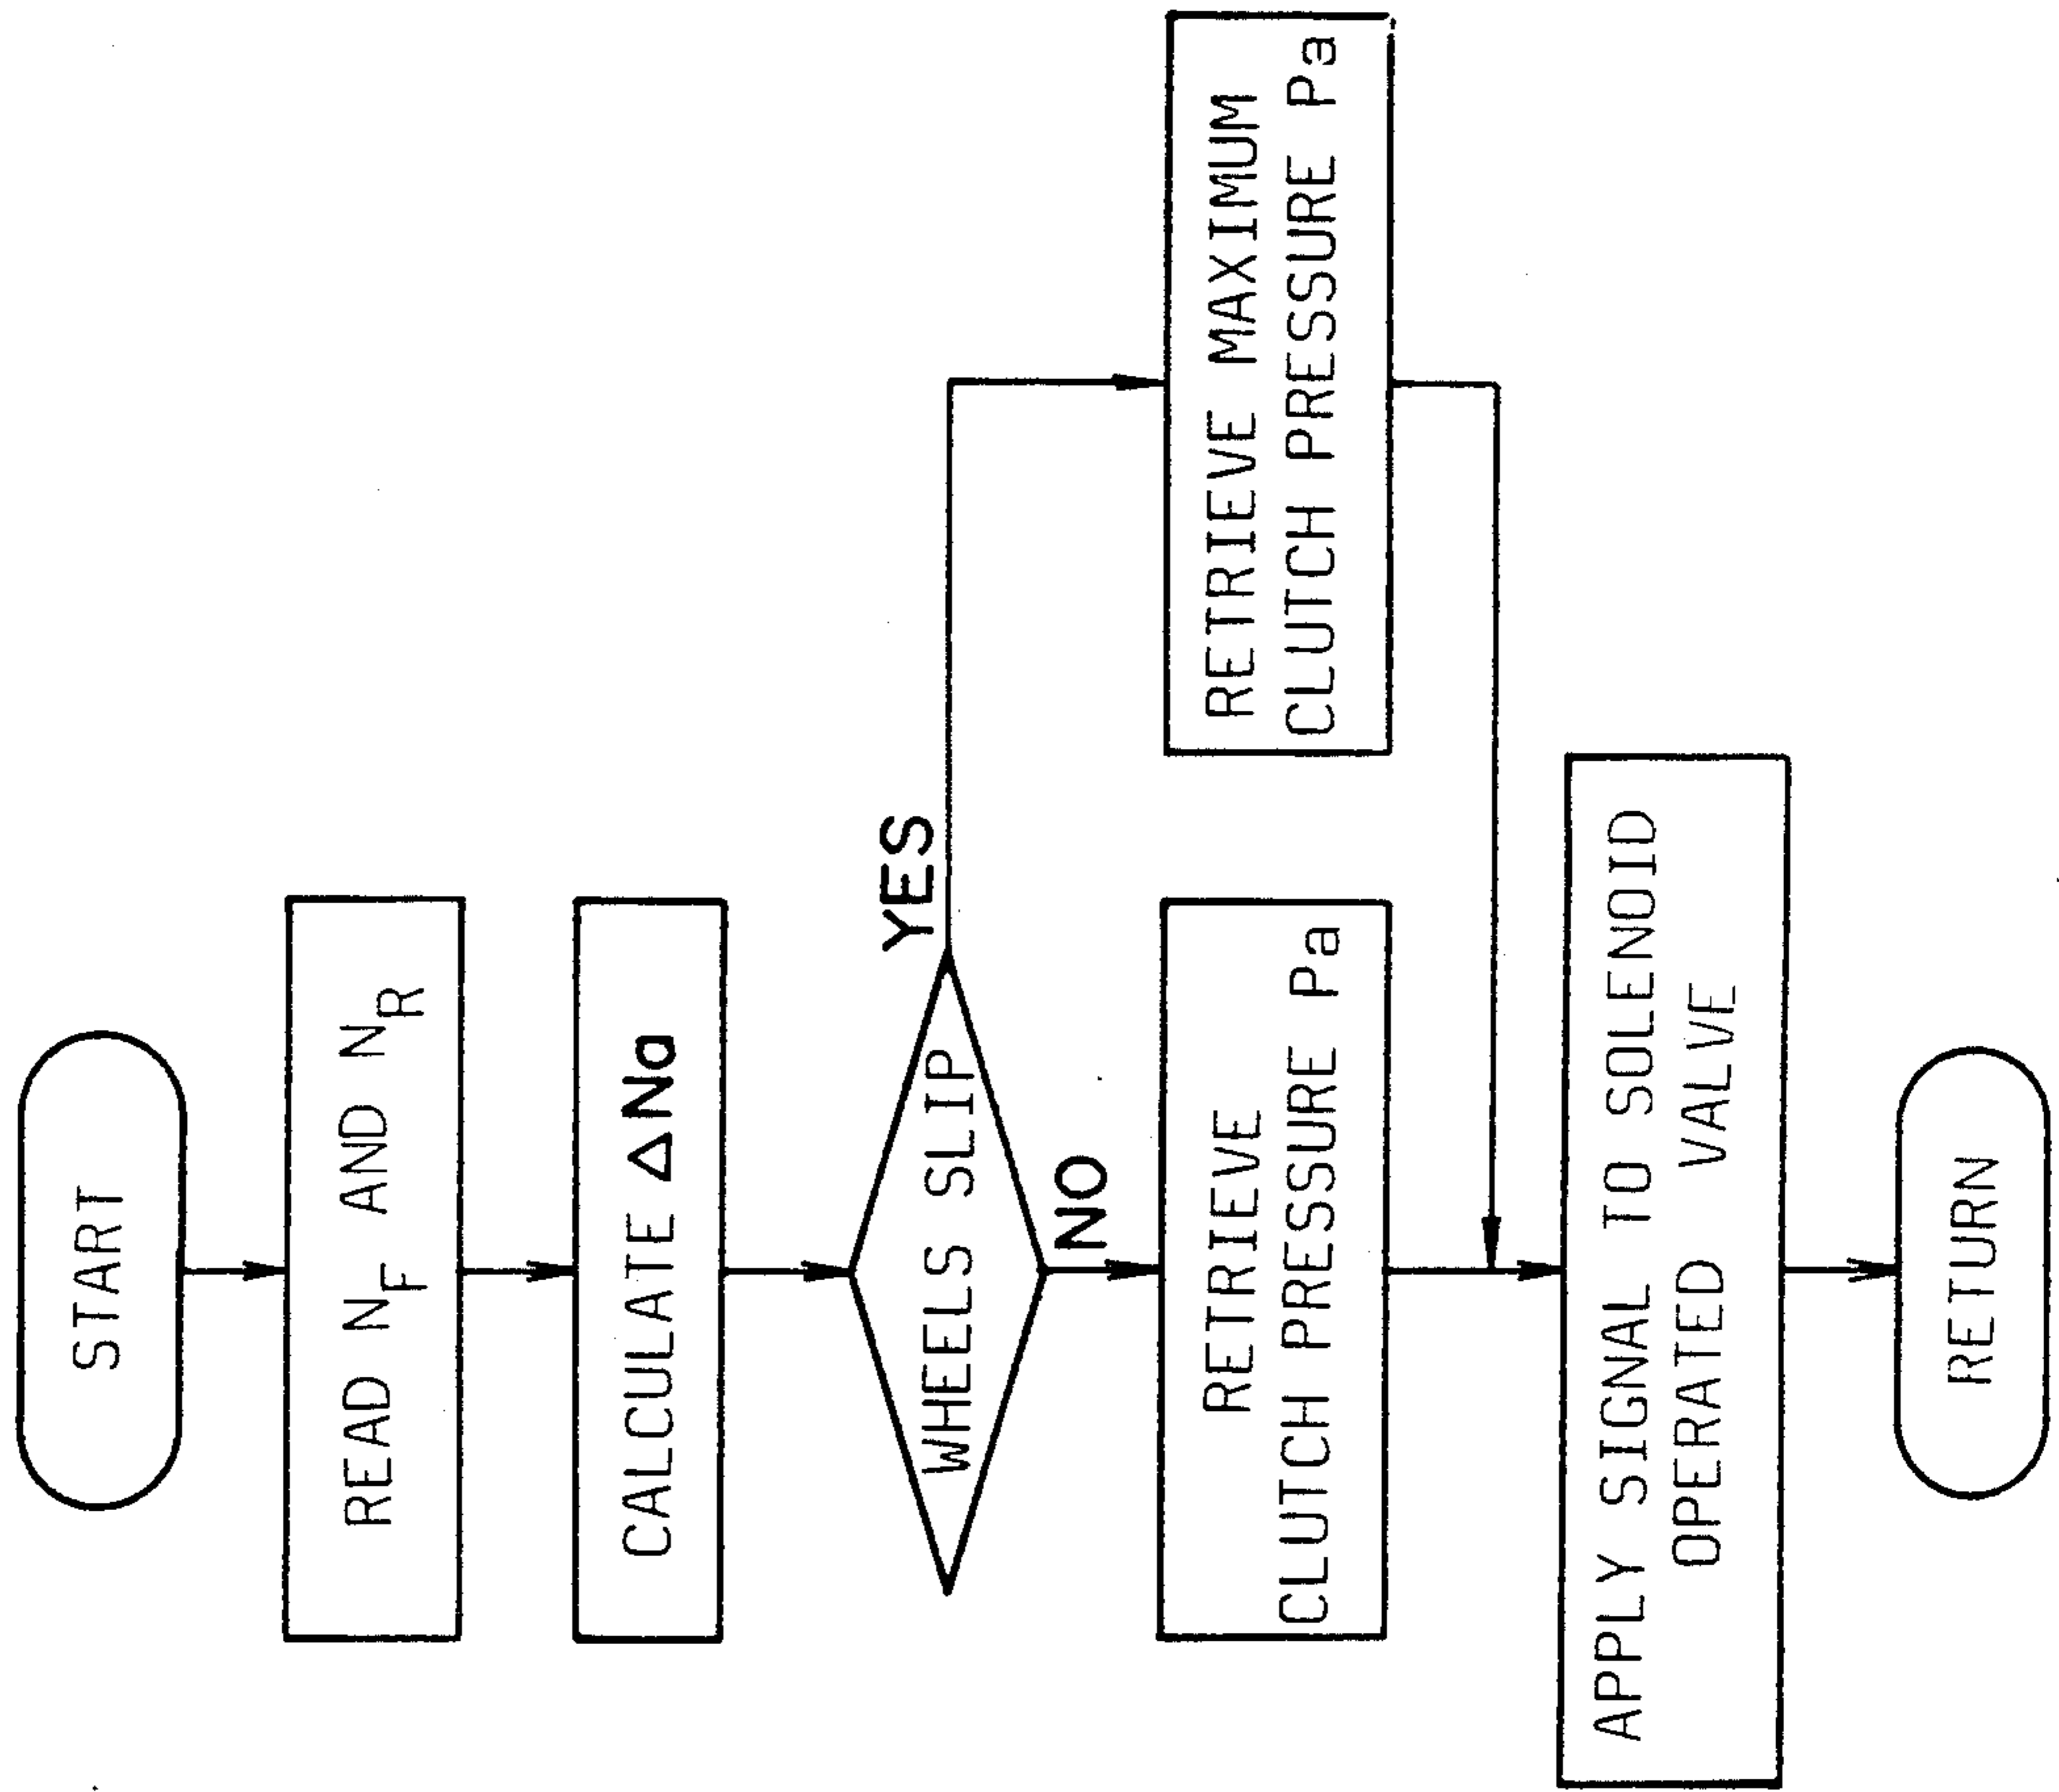 START
READ N_F AND N_R
CALCULATE ΔNa
WHEELS SLIP
YES
NO
RETRIEVE
CLUTCH PRESSURE Pa
RETRIEVE MAXIMUM
CLUTCH PRESSURE Pa
APPLY SIGNAL TO SOLENOID
OPERATED VALVE
RETURN